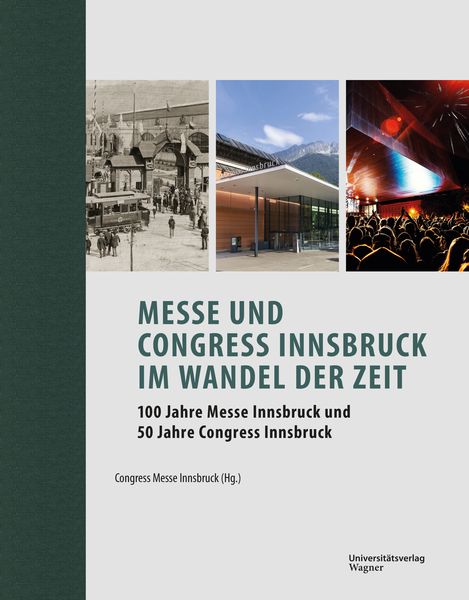 Innsbruck
MESSE UND
CONGRESS INNSBRUCK
IM WANDEL DER ZEIT
100 Jahre Messe Innsbruck und
50 Jahre Congress Innsbruck
Congress Messe Innsbruck (Hg.)
Universitätsverlag
Wagner